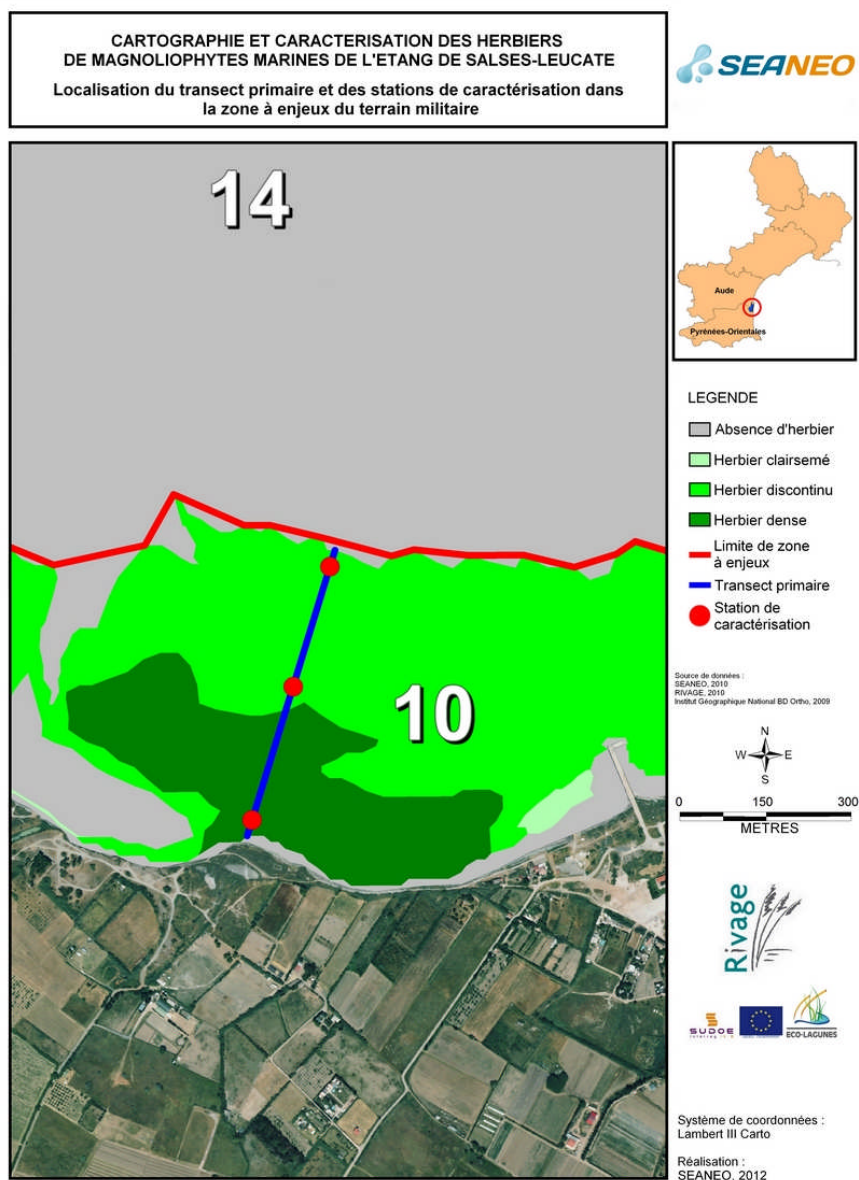 CARTOGRAPHIE ET CARACTERISATION DES HERBIERS
DE MAGNOLIOPHYTES MARINES DE L'ETANG DE SALSES-LEUCATE
Localisation du transect primaire et des stations de caractérisation dans
la zone à enjeux du terrain militaire
SEANEO
14
10
Aude
Pyrénées-Orientales
LEGENDE
Absence d'herbier
Herbier clairsemé
Herbier discontinu
Herbier dense
Limite de zone
à enjeux
Transect primaire
Station de
caractérisation
Source de données :
SEANEO, 2010
RIVAGE, 2010
Institut Géographique National BD Ortho, 2009
N
W E
S
0 150 300
METRES
Rivage
SUDOE
ECO-LAGUNES
Système de coordonnées :
Lambert III Carto
Réalisation :
SEANEO, 2012